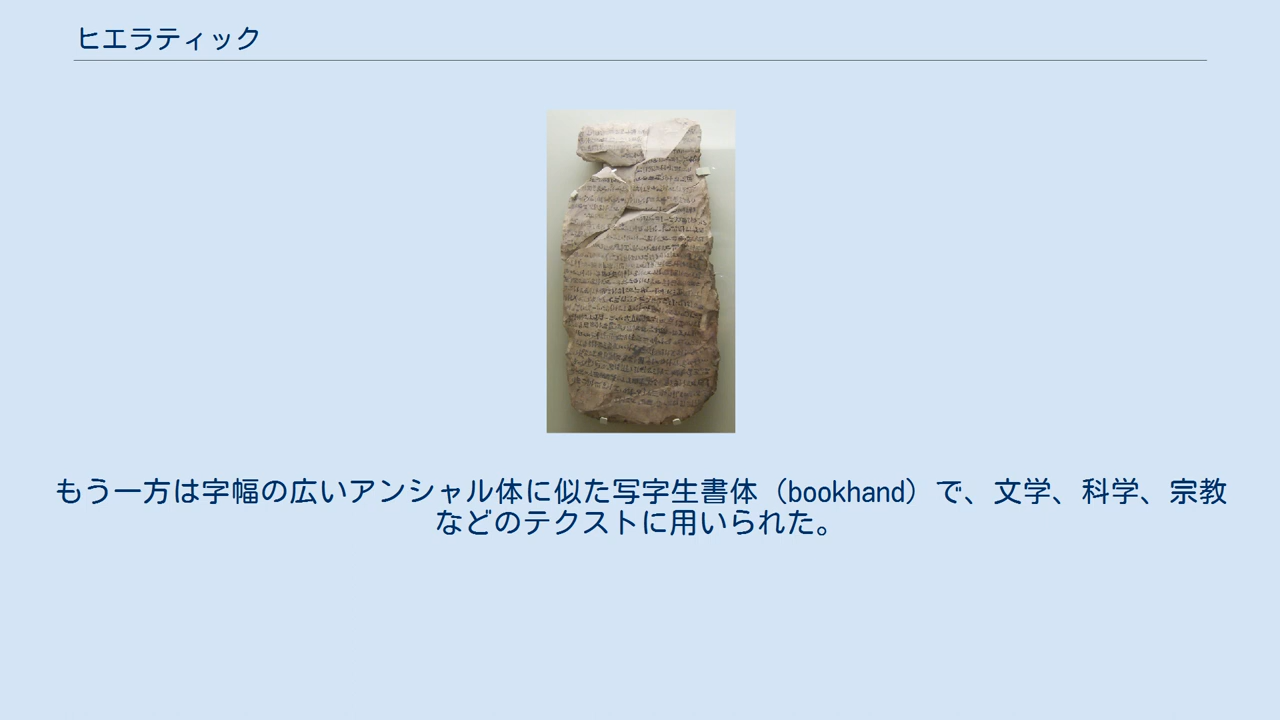 ヒエラティック
もう一方は字幅の広いアンシャル体に似た写字生書体（bookhand）で、文学、科学、宗教
などのテクストに用いられた。